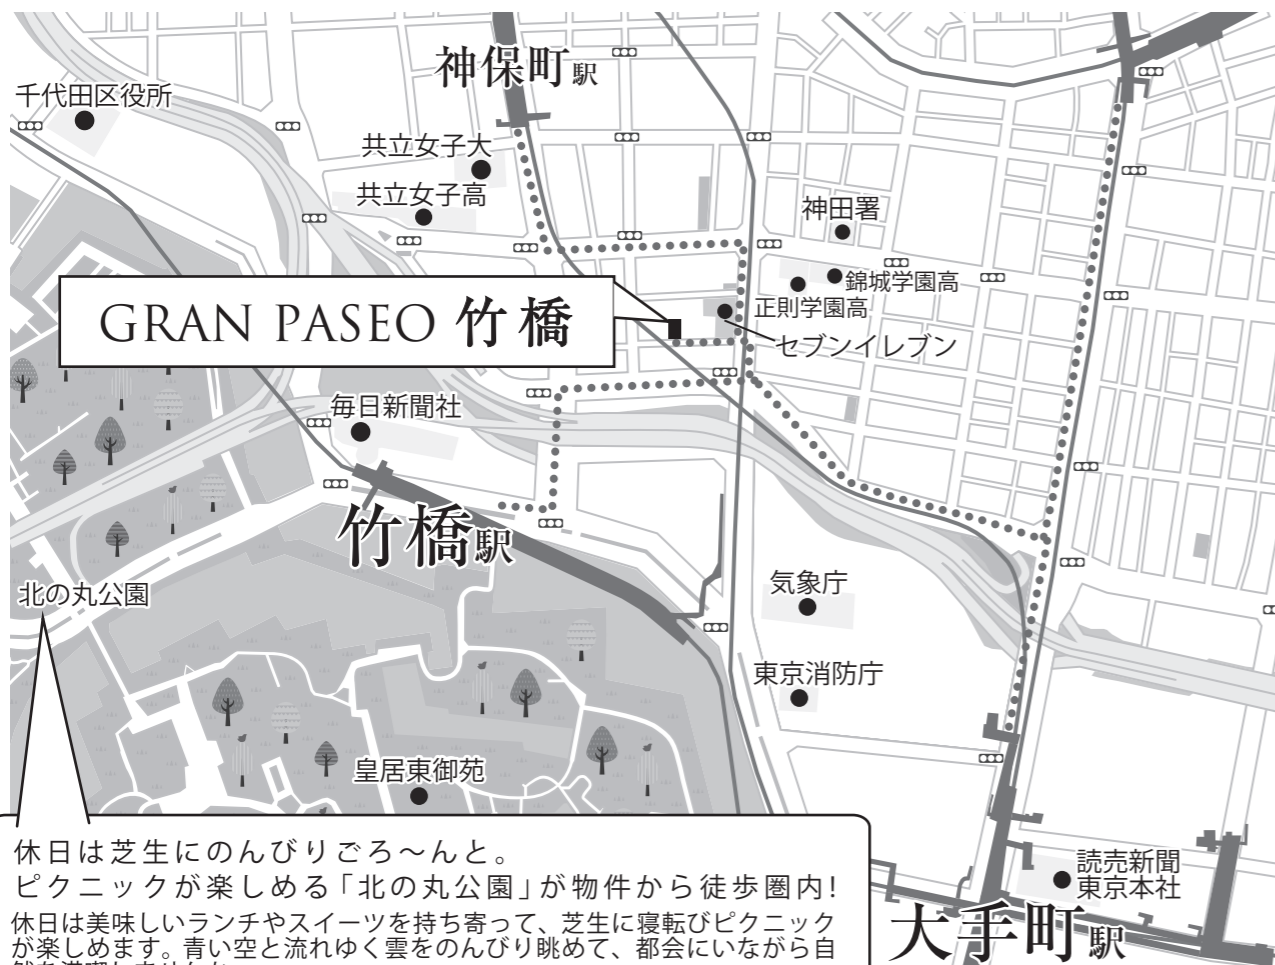 神保町駅
千代田区役所
共立女子大
共立女子高
神田署
錦城学園高
正則学園高
セブンイレブン
GRAN PASEO 竹橋
毎日新聞社
竹橋駅
気象庁
北の丸公園
東京消防庁
皇居東御苑
休日は芝生にのんびりごろ〜んと。
ピクニックが楽しめる「北の丸公園」が物件から徒歩圏内!
休日は美味しいランチやスイーツを持ち寄って、芝生に寝転びピクニック
が楽しめます。青い空と流れゆく雲をのんびり眺めて、都会にいながら自
読売新聞
東京本社
大手町駅